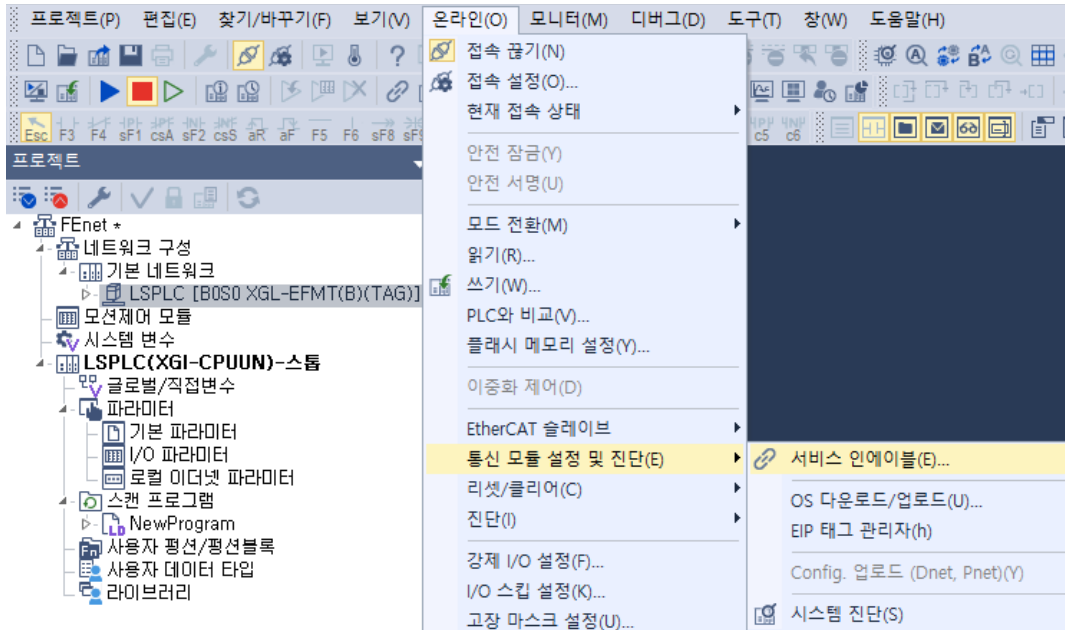 프로젝트(P) 편집(E) 찾기/바꾸기(F) 보기(V) 온라인(O) 모니터(M) 디버그(D) 도구(T) 창(W) 도움말(H)
Esc F3 F4 sF1 csA sF2 csS aR aF F5 F6 sF8 sF9 c5 c6
프로젝트
FEnet *
네트워크 구성
기본 네트워크
LSPLC [B0S0 XGL-EFMT(B)(TAG)]
모션제어 모듈
시스템 변수
LSPLC(XGI-CPUUN)-스톱
글로벌/직접변수
파라미터
기본 파라미터
I/O 파라미터
로컬 이더넷 파라미터
스캔 프로그램
NewProgram
사용자 펑션/펑션블록
사용자 데이터 타입
라이브러리
접속 끊기(N)
접속 설정(O)...
현재 접속 상태
안전 잠금(Y)
안전 서명(U)
모드 전환(M)
읽기(R)...
쓰기(W)...
PLC와 비교(V)...
플래시 메모리 설정(Y)...
이중화 제어(D)
EtherCAT 슬레이브
통신 모듈 설정 및 진단(E)
리셋/클리어(C)
진단(I)
강제 I/O 설정(F)...
I/O 스킵 설정(K)...
고장 마스크 설정(U)...
서비스 인에이블(E)...
OS 다운로드/업로드(U)...
EIP 태그 관리자(h)
Config. 업로드 (Dnet, Pnet)(Y)
시스템 진단(S)